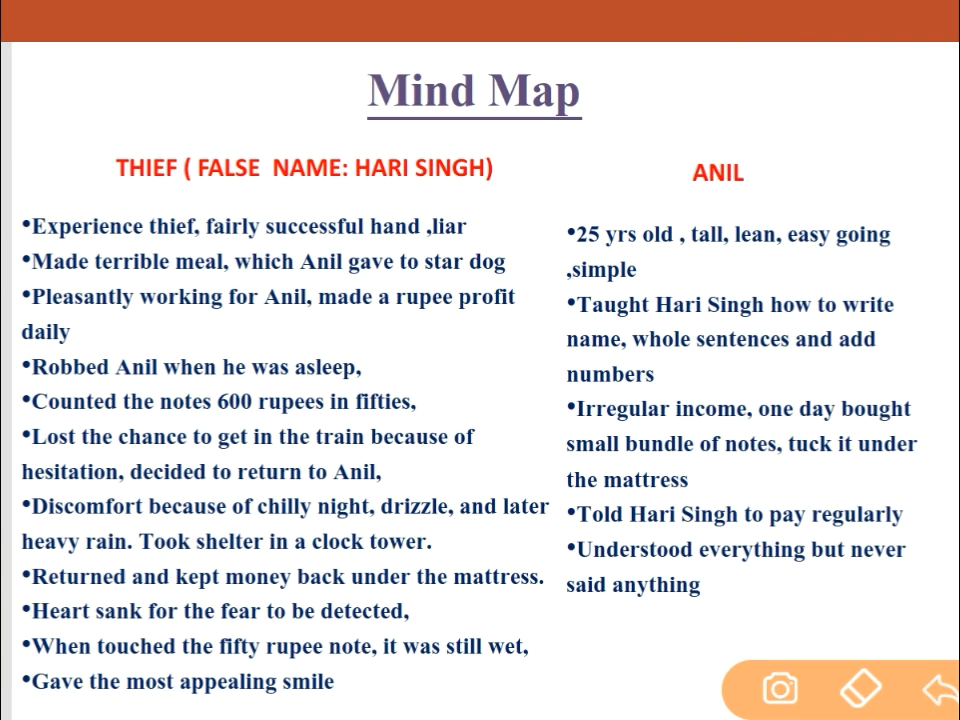 Mind Map
THIEF ( FALSE NAME: HARI SINGH)
•Experience thief, fairly successful hand ,liar
•Made terrible meal, which Anil gave to star dog
•Pleasantly working for Anil, made a rupee profit
daily
•Robbed Anil when he was asleep,
•Counted the notes 600 rupees in fifties,
•Lost the chance to get in the train because of
hesitation, decided to return to Anil,
•Discomfort because of chilly night, drizzle, and later
heavy rain. Took shelter in a clock tower.
•Returned and kept money back under the mattress.
•Heart sank for the fear to be detected,
•When touched the fifty rupee note, it was still wet,
•Gave the most appealing smile
ANIL
•25 yrs old , tall, lean, easy going
,simple
•Taught Hari Singh how to write
name, whole sentences and add
numbers
•Irregular income, one day bought
small bundle of notes, tuck it under
the mattress
•Told Hari Singh to pay regularly
•Understood everything but never
said anything